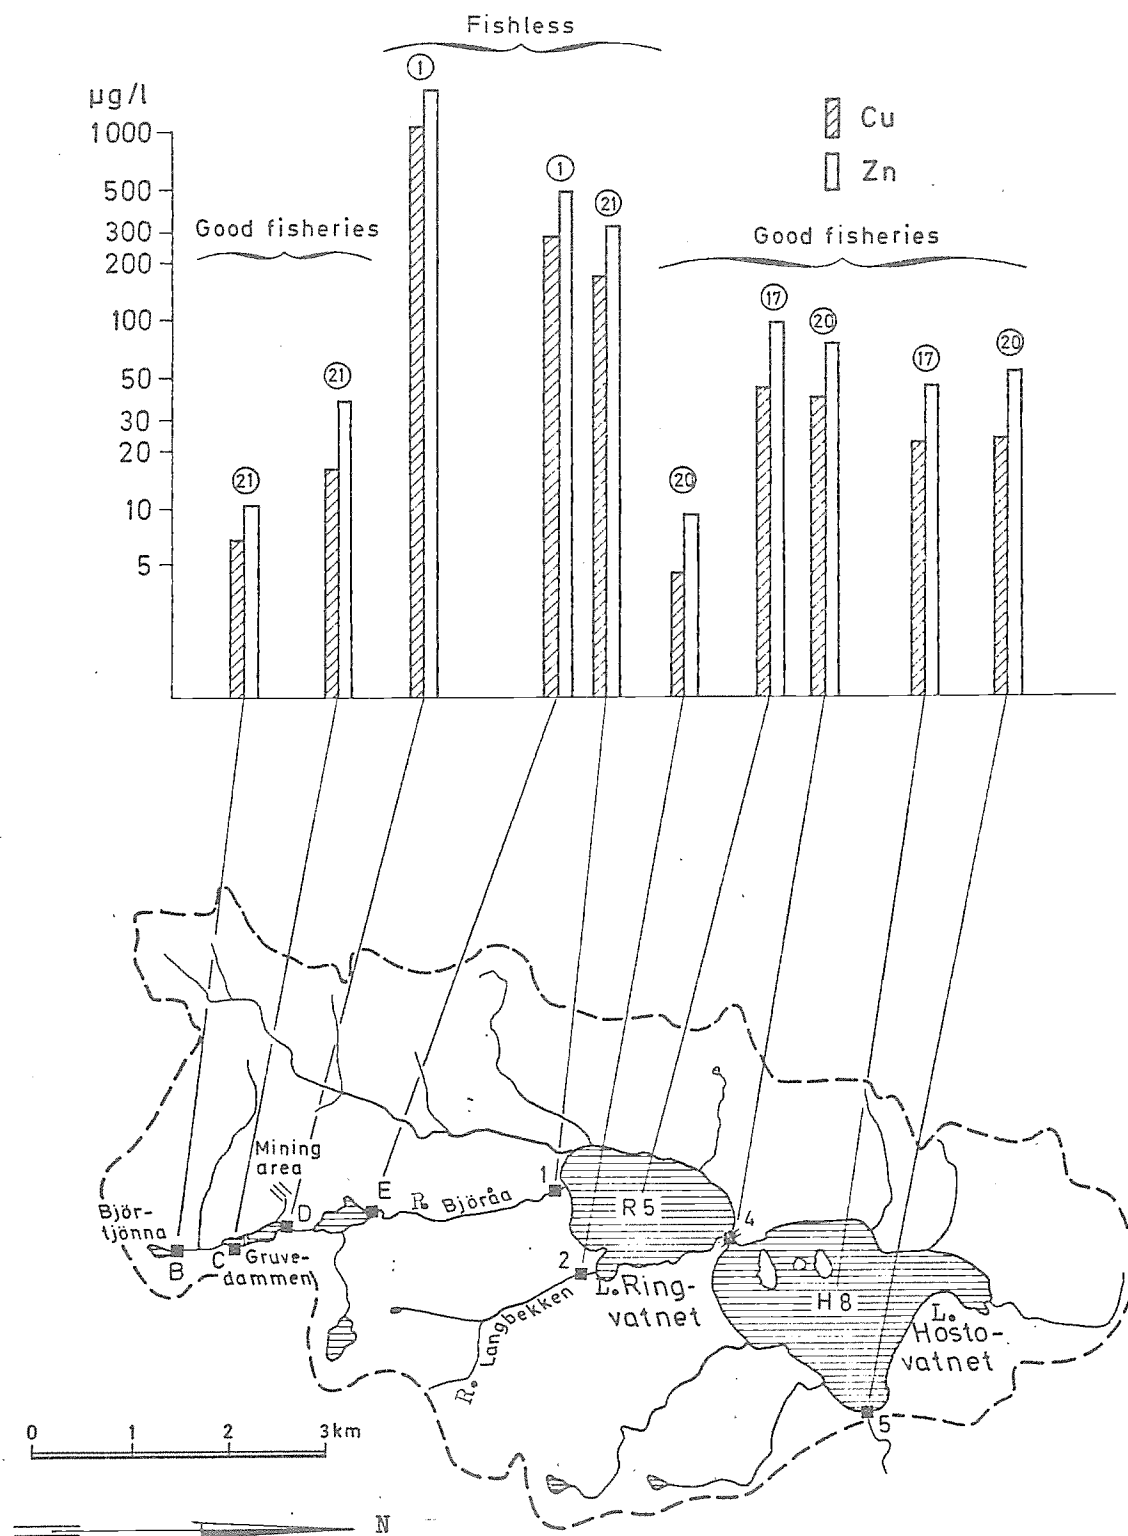 Fishless
1
µg/l
1000
500
300
200
100
50
30
20
10
5
Cu
Zn
Good fisheries
Good fisheries
21
21
1
21
20
17
20
17
20
Mining
area
Björ-
tjönna
B
C
D
E
Gruve-
dammen
R Björåa
1
2
R 5
4
L. Ring-
vatnet
R. Langbekken
H 8
L.
Hosto-
vatnet
5
0 1 2 3 km
N